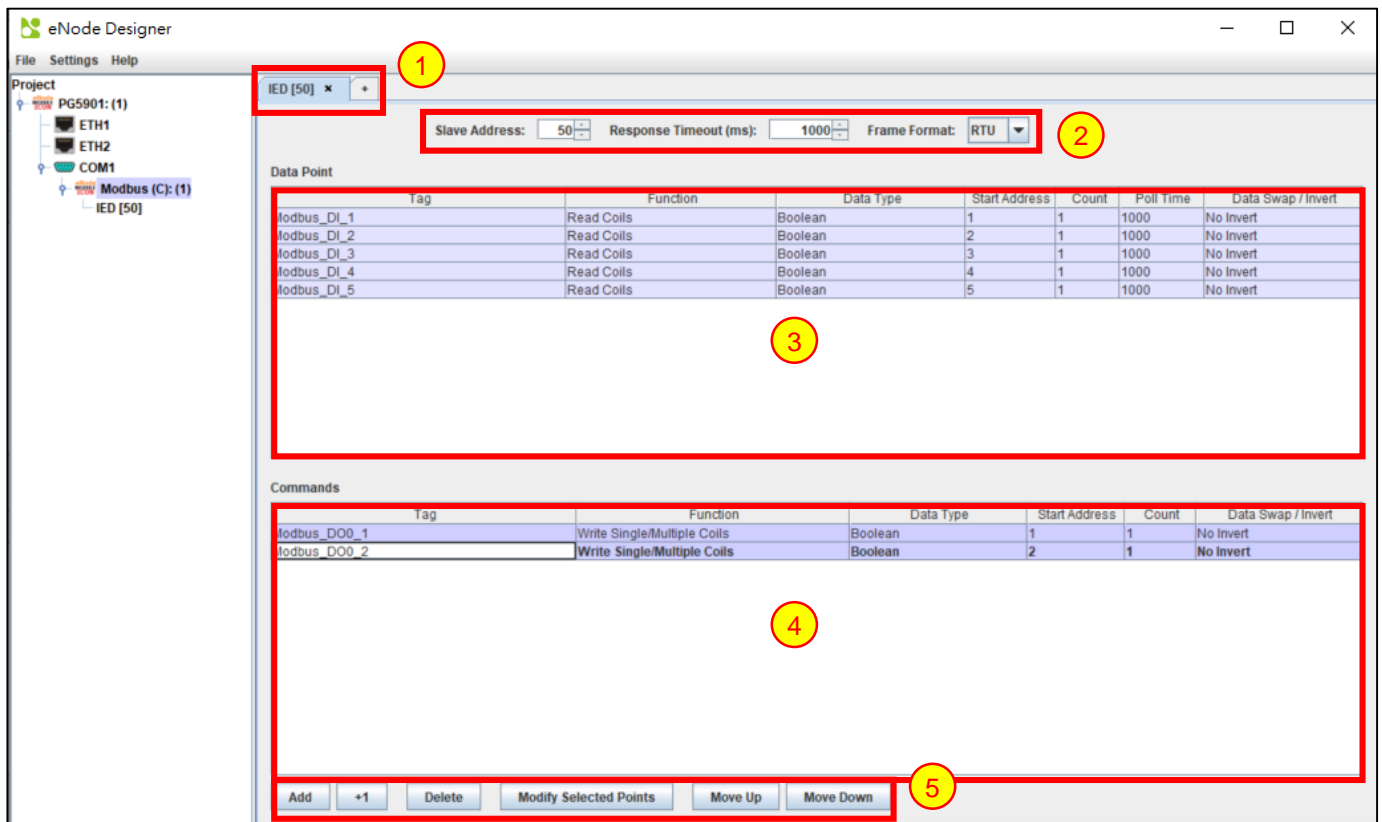 eNode Designer
File Settings Help
1
Project
PG5901: (1)
ETH1
ETH2
COM1
Modbus (C): (1)
IED [50]
IED [50] × +
Slave Address: 50 Response Timeout (ms): 1000 Frame Format: RTU
2
Data Point
Tag Function Data Type Start Address Count Poll Time Data Swap / Invert
Modbus_DI_1 Read Coils Boolean 1 1 1000 No Invert
Modbus_DI_2 Read Coils Boolean 2 1 1000 No Invert
Modbus_DI_3 Read Coils Boolean 3 1 1000 No Invert
Modbus_DI_4 Read Coils Boolean 4 1 1000 No Invert
Modbus_DI_5 Read Coils Boolean 5 1 1000 No Invert
3
Commands
Tag Function Data Type Start Address Count Data Swap / Invert
Modbus_DO0_1 Write Single/Multiple Coils Boolean 1 1 No Invert
Modbus_DO0_2 Write Single/Multiple Coils Boolean 2 1 No Invert
4
Add +1 Delete Modify Selected Points Move Up Move Down
5